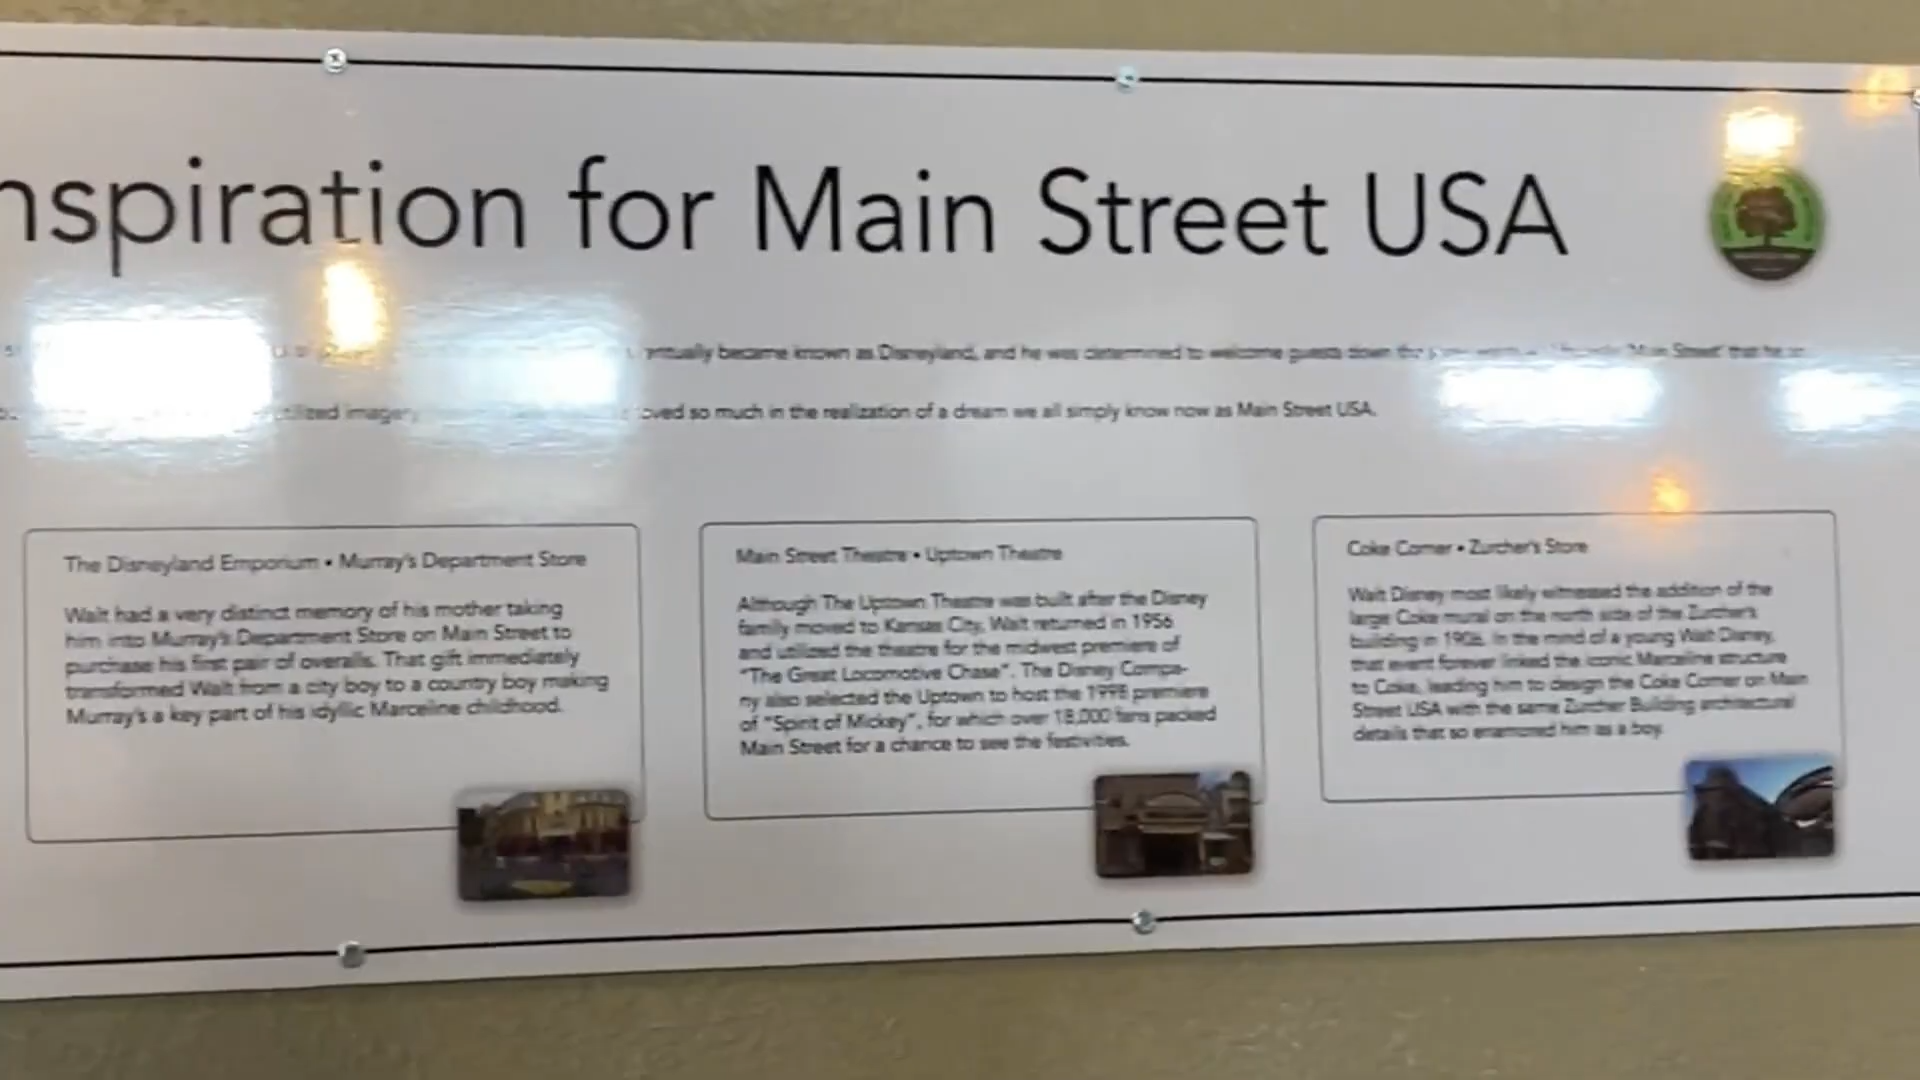 nspiration for Main Street USA
entually became known as Disneyland, and he was determined to welcome guests down the
utilized imagery loved so much in the realization of a dream we all simply know now as Main Street USA.
The Disneyland Emporium • Murray's Department Store
Walt had a very distinct memory of his mother taking
him into Murray's Department Store on Main Street to
purchase his first pair of overalls. That gift immediately
transformed Walt from a city boy to a country boy making
Murray's a key part of his idyllic Marceline childhood.
Main Street Theatre • Uptown Theatre
Although The Uptown Theatre was built after the Disney
family moved to Kansas City, Walt returned in 1956
and utilized the theatre for the midwest premiere of
"The Great Locomotive Chase". The Disney Compa-
ny also selected the Uptown to host the 1998 premiere
of "Spirit of Mickey", for which over 18,000 fans packed
Main Street for a chance to see the festivities.
Coke Corner • Zurcher's Store
Walt Disney most likely witnessed the addition of the
large Coke mural on the north side of the Zurcher's
building in 1906. In the mind of a young Walt Disney,
that event forever linked the iconic Marceline structure
to Coke, leading him to design the Coke Corner on Main
Street USA with the same Zurcher Building architectural
details that so enamored him as a boy.